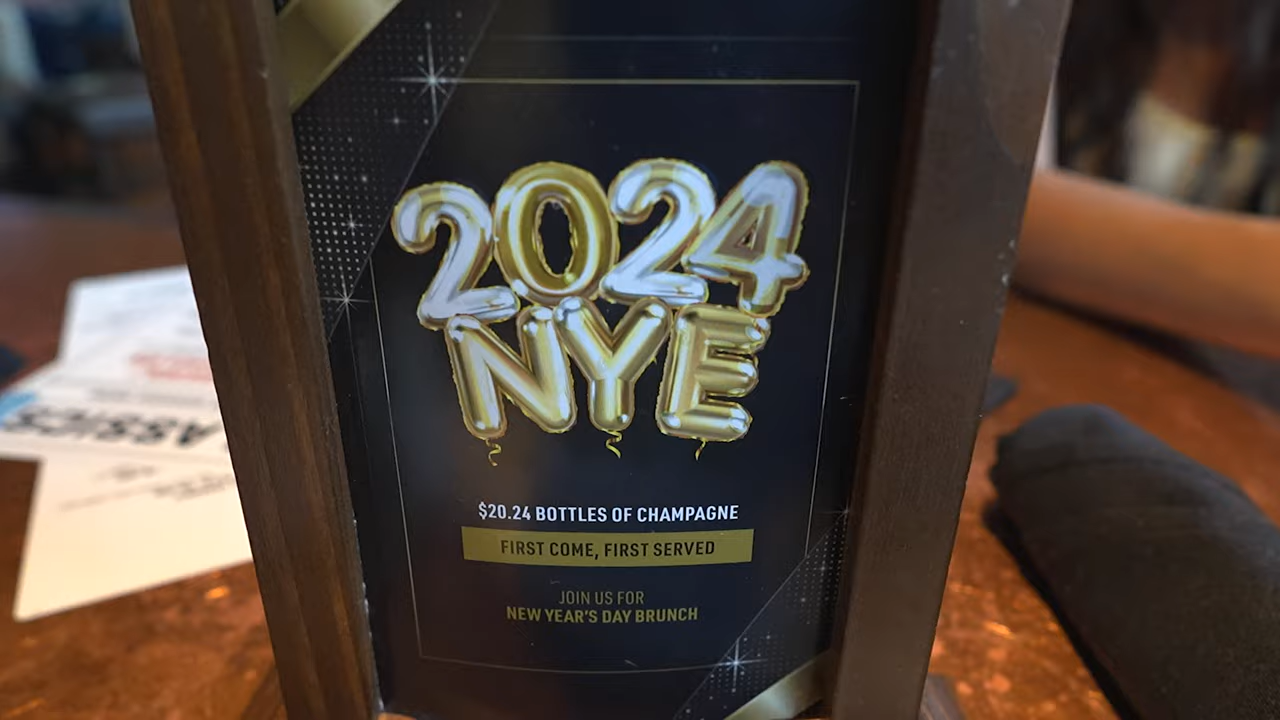 2024
NYE
$20.24 BOTTLES OF CHAMPAGNE
FIRST COME, FIRST SERVED
JOIN US FOR
NEW YEAR'S DAY BRUNCH